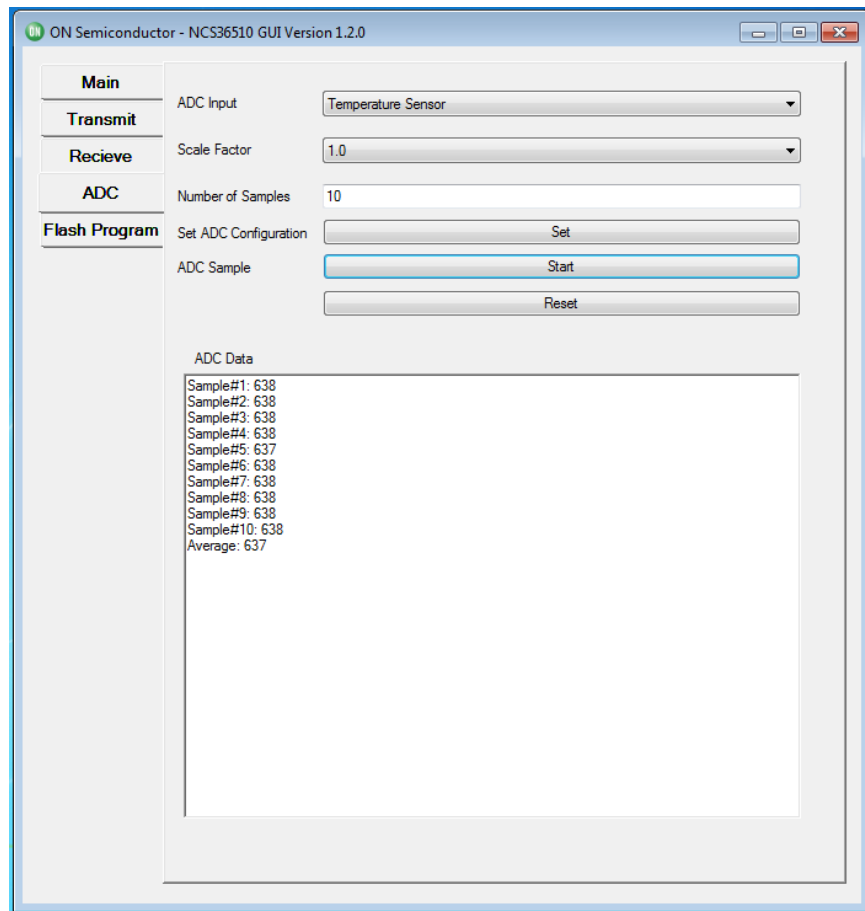 ON Semiconductor - NCS36510 GUI Version 1.2.0
Main
Transmit
Recieve
ADC
Flash Program
ADC Input
Temperature Sensor
Scale Factor
1.0
Number of Samples
10
Set ADC Configuration
Set
ADC Sample
Start
Reset
ADC Data
Sample#1: 638
Sample#2: 638
Sample#3: 638
Sample#4: 638
Sample#5: 637
Sample#6: 638
Sample#7: 638
Sample#8: 638
Sample#9: 638
Sample#10: 638
Average: 637